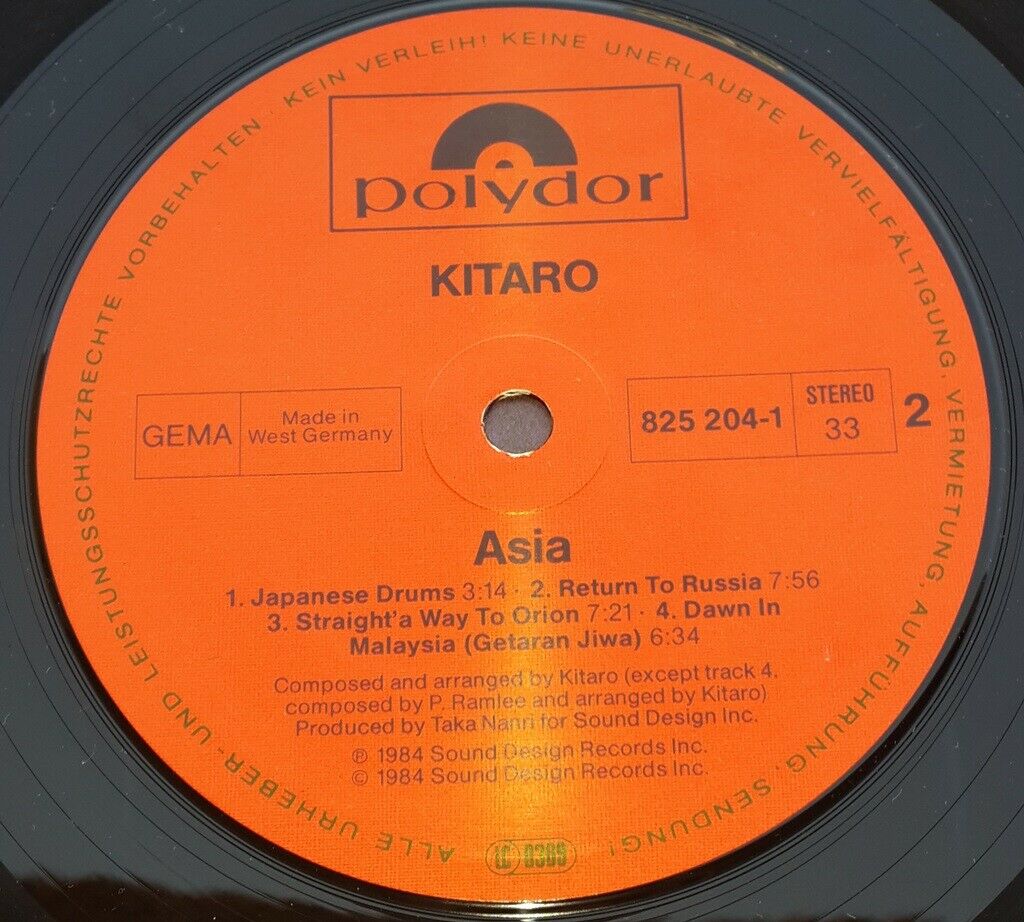 ALLE URHEBER- UND LEISTUNGSSCHUTZRECHTE VORBEHALTEN · KEIN VERLEIH! KEINE UNERLAUBTE VERVIELFÄLTIGUNG, VERMIETUNG, AUFFÜHRUNG, SENDUNG!
polydor
KITARO
GEMA
Made in
West Germany
825 204-1
STEREO
33
2
Asia
1. Japanese Drums 3:14 · 2. Return To Russia 7:56
3. Straight'a Way To Orion 7:21 · 4. Dawn In
Malaysia (Getaran Jiwa) 6:34
Composed and arranged by Kitaro (except track 4.
composed by P. Ramlee and arranged by Kitaro)
Produced by Taka Nanri for Sound Design Inc.
℗ 1984 Sound Design Records Inc.
© 1984 Sound Design Records Inc.
LC 0309